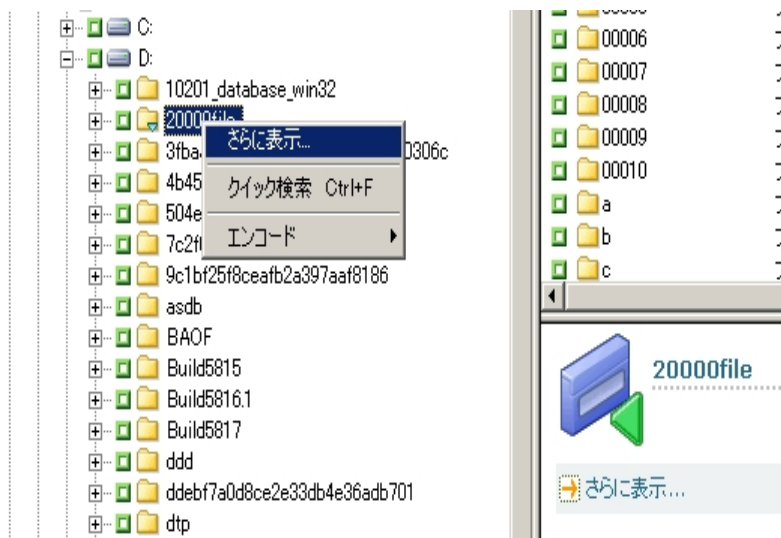 C:
D:
10201_database_win32
20000file
3fba
0306c
4b45
504e
7c2f
9c1bf25f8ceafb2a397aaf8186
asdb
BAOF
Build5815
Build5816.1
Build5817
ddd
ddebf7a0d8ce2e33db4e36adb701
dtp
さらに表示...
クイック検索 Ctrl+F
エンコード
00006
00007
00008
00009
00010
a
b
c
20000file
さらに表示...